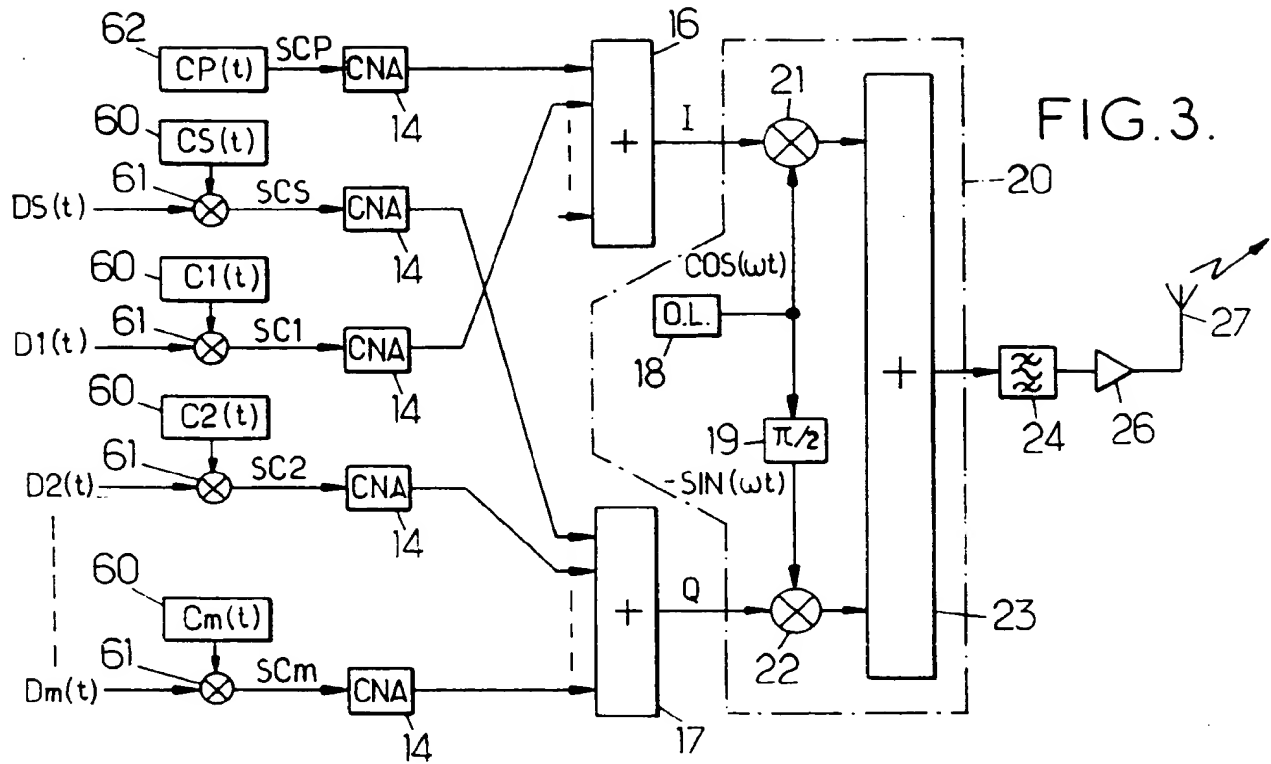 FIG.3.
62
CP(t)
SCP
CNA
14
16
+
I
21
20
60
CS(t)
61
DS(t)
SCS
CNA
14
COS(ωt)
60
C1(t)
61
D1(t)
SC1
CNA
14
O.L.
18
27
60
C2(t)
61
D2(t)
SC2
CNA
14
19
π/2
-SIN(ωt)
+
24
26
60
Cm(t)
61
Dm(t)
SCm
CNA
14
+
Q
17
22
23